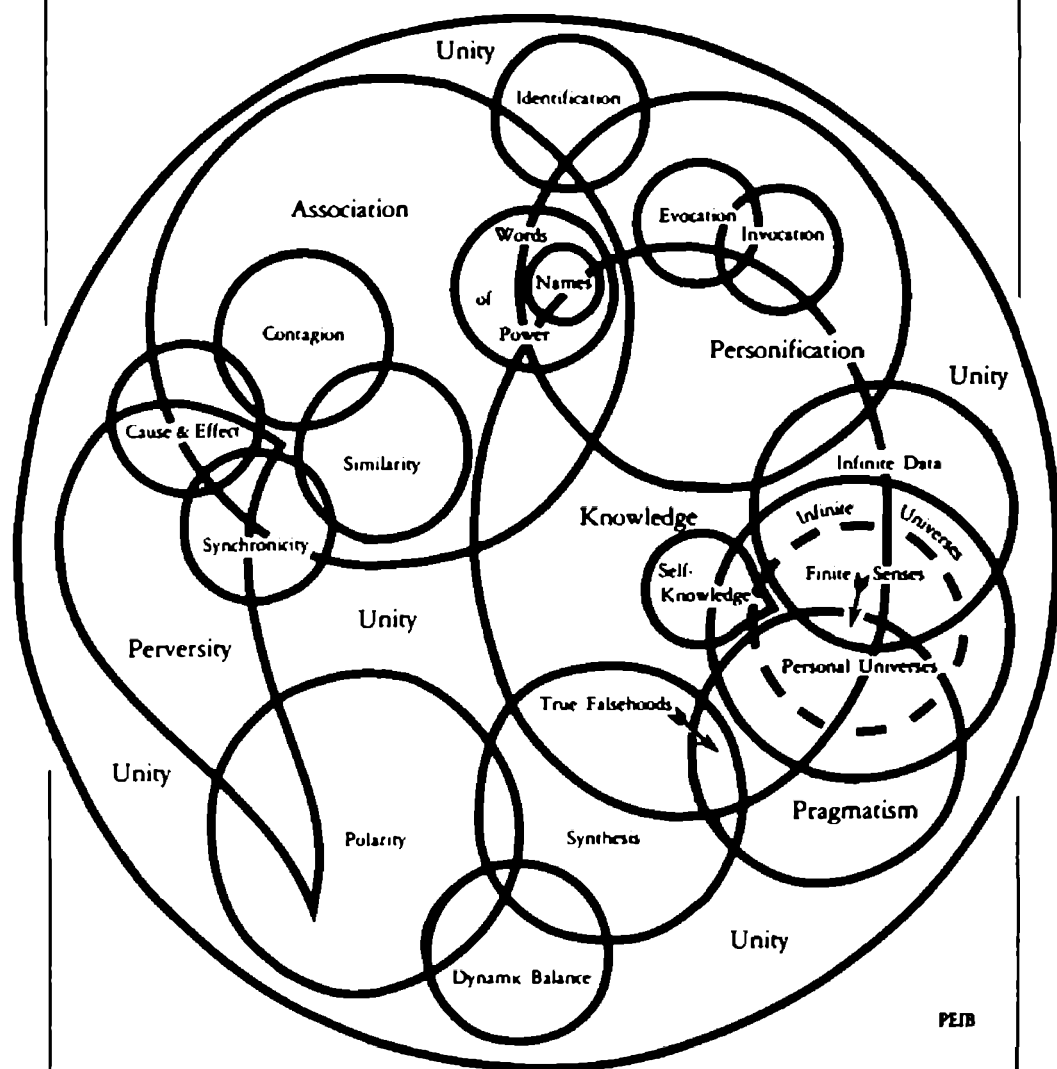 Unity
Identification
Association
Evocation
Invocation
Words
of
Power
Names
Contagion
Personification
Unity
Cause & Effect
Similarity
Infinite Data
Knowledge
Infinite Universes
Synchronicity
Self-
Knowledge
Finite Senses
Unity
Perversity
Personal Universes
True Falsehoods
Unity
Pragmatism
Polarity
Synthesis
Unity
Dynamic Balance
PEJB